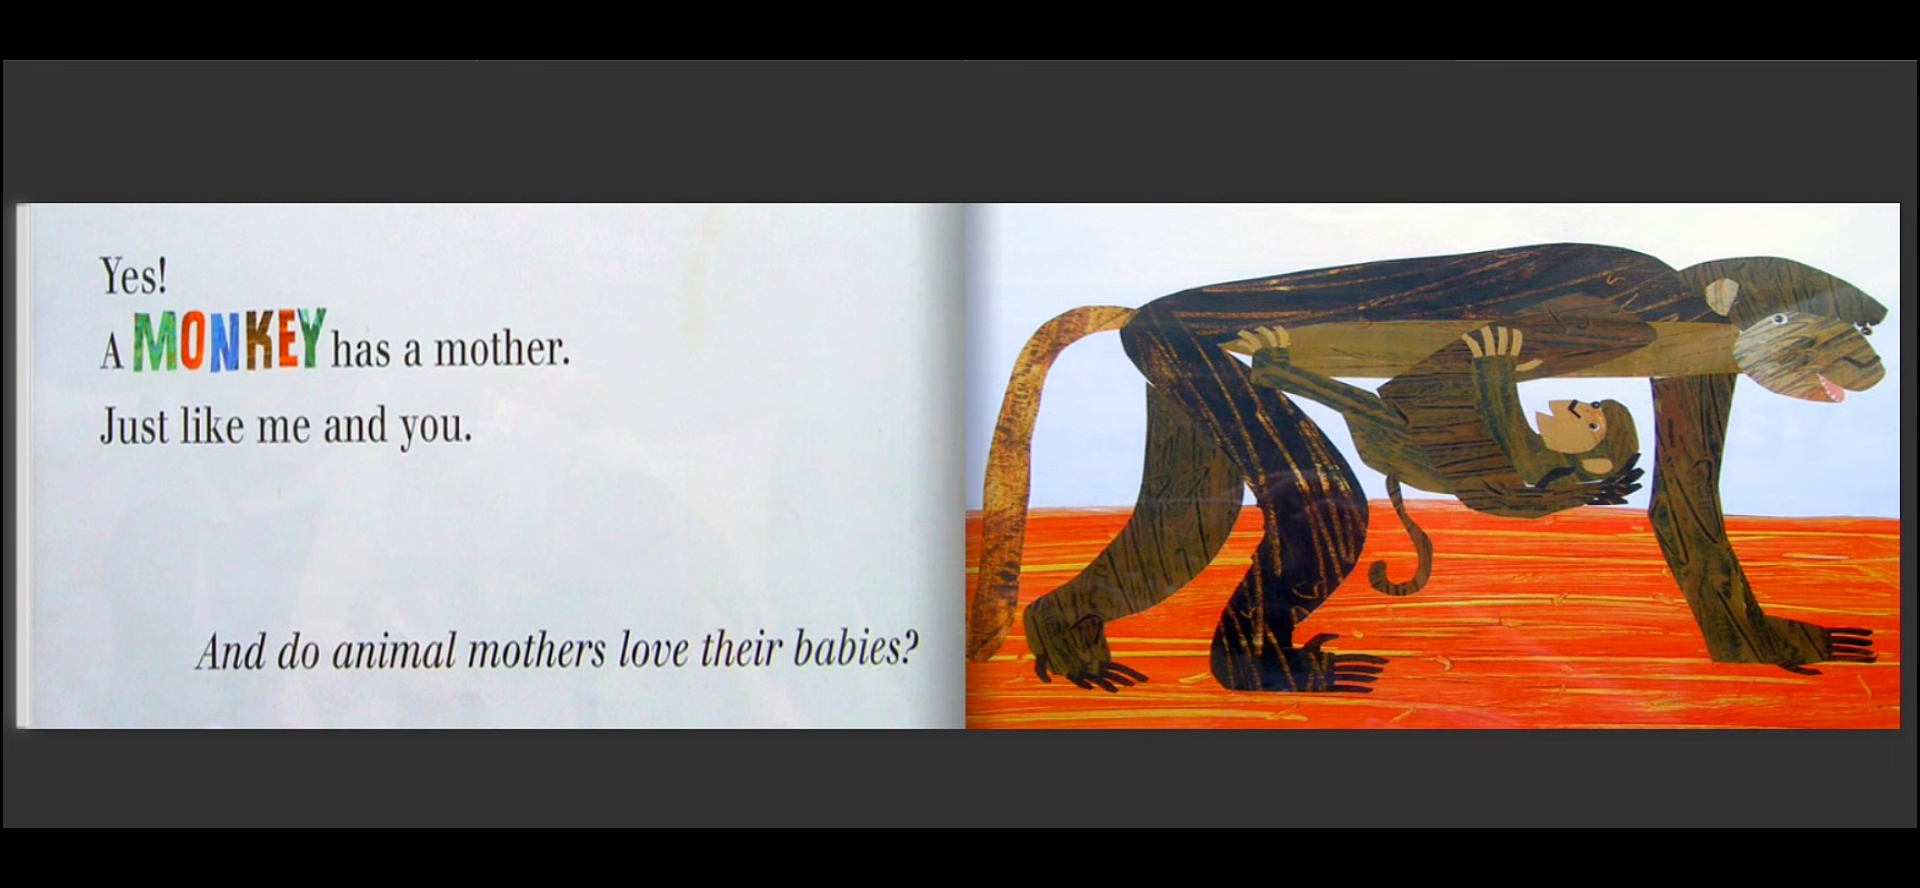 Yes!
A MONKEY has a mother.
Just like me and you.
And do animal mothers love their babies?